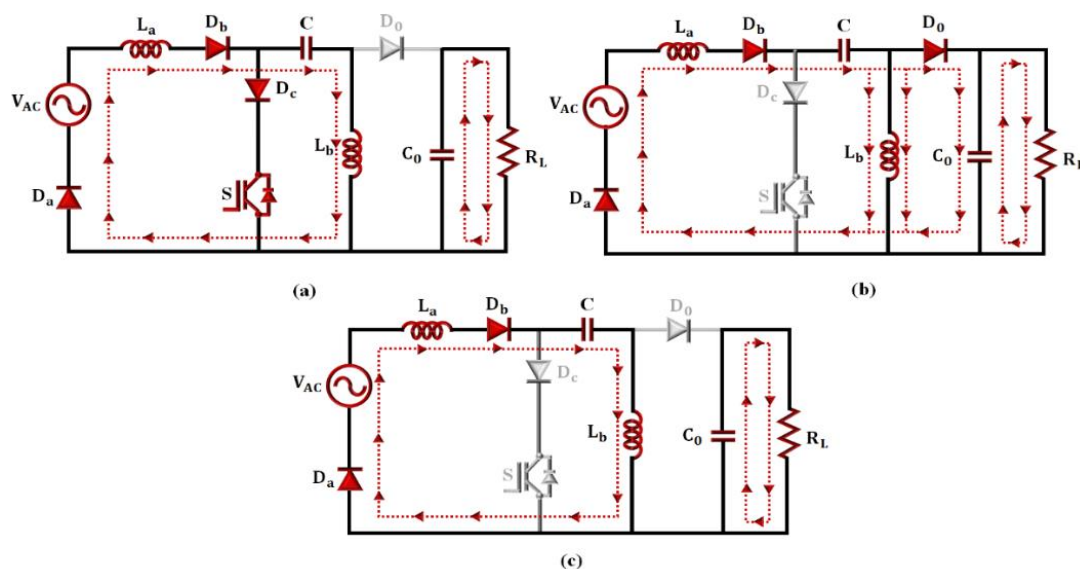 La Db C D0
VAC Dc
Lb C0 RL
Da S
(a)
La Db C D0
VAC Dc
Lb C0 RL
Da S
(b)
La Db C D0
VAC Dc
Lb C0 RL
Da S
(c)